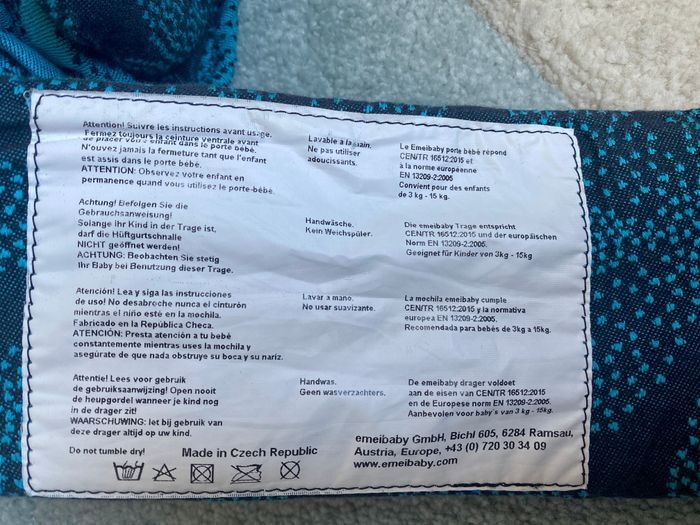 Attention! Suivre les instructions avant usage.
Fermez toujours la ceinture ventrale avant
de placer votre enfant dans le porte bébé.
N'ouvez jamais la fermeture tant que l'enfant
est assis dans le porte bébé.
ATTENTION: Observez votre enfant en
permanence quand vous utilisez le porte-bébé.
Lavable a la main.
Ne pas utiliser
adoucissants.
Le Emeibaby porte bébé répond
CEN/TR 16512:2015 et
à la norme européenne
EN 13209-2:2005
Convient pour des enfants
de 3 kg - 15 kg.
Achtung! Befolgen Sie die
Gebrauchsanweisung!
Solange Ihr Kind in der Trage ist,
darf die Hüftgurtschnalle
NICHT geöffnet werden!
ACHTUNG: Beobachten Sie stetig
Ihr Baby bei Benutzung dieser Trage.
Handwäsche.
Kein Weichspüler.
Die emeibaby Trage entspricht
CEN/TR 16512:2015 und der europäischen
Norm EN 13209-2:2005.
Geeignet für Kinder von 3kg - 15kg
Atención! Lea y siga las instrucciones
de uso! No desabroche nunca el cinturón
mientras el niño esté en la mochila.
Fabricado en la República Checa.
ATENCIÓN: Presta atención a tu bebé
constantemente mientras uses la mochila y
asegúrate de que nada obstruye su boca y su nariz.
Lavar a mano.
No usar suavizante.
La mochila emeibaby cumple
CEN/TR 16512:2015 y la normativa
europea EN 13209-2:2005.
Recomendada para bebés de 3kg a 15kg.
Attentie! Lees voor gebruik
de gebruiksaanwijzing! Open nooit
de heupgordel wanneer je kind nog
in de drager zit!
WAARSCHUWING: let bij gebruik van
deze drager altijd op uw kind.
Handwas.
Geen wasverzachters.
De emeibaby drager voldoet
aan de eisen van CEN/TR 16512:2015
en de Europese norm EN 13209-2:2005.
Aanbevolen voor baby's van 3 kg - 15kg.
Do not tumble dry!
Made in Czech Republic
emeibaby GmbH, Bichl 605, 6284 Ramsau,
Austria, Europe, +43 (0) 720 30 34 09
www.emeibaby.com